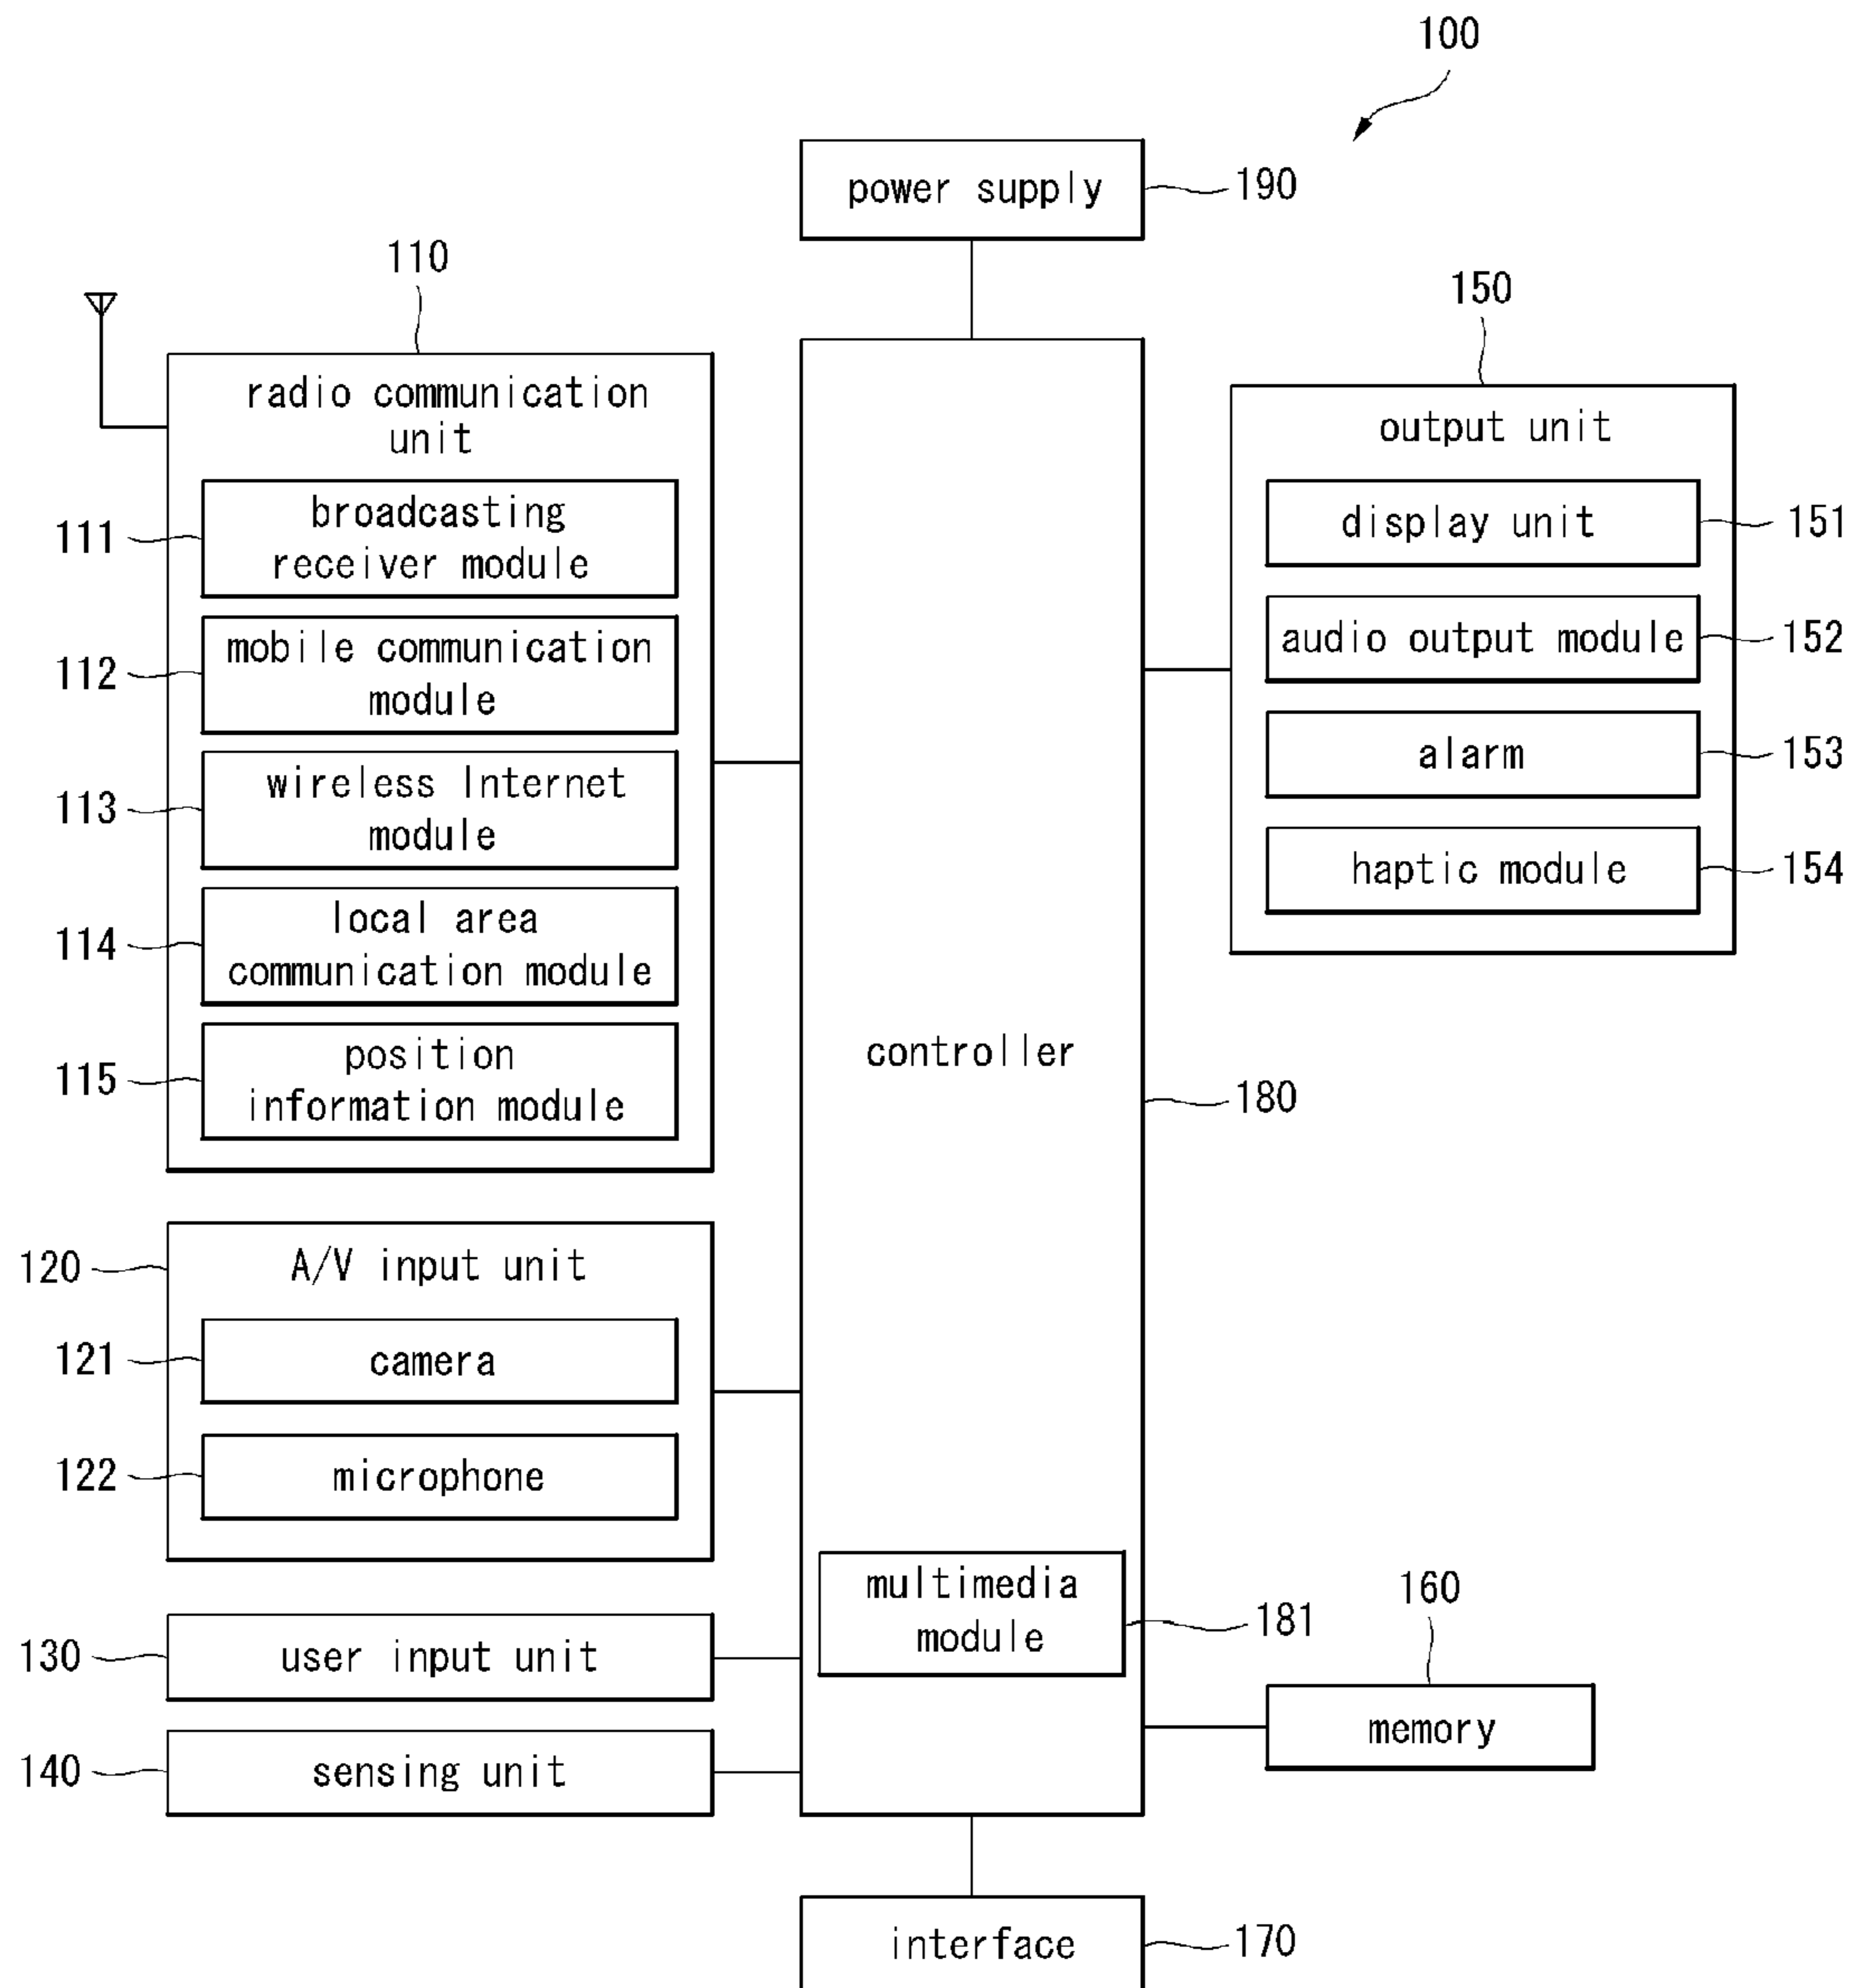 100
power supply
190
110
radio communication
unit
broadcasting
receiver module
111
mobile communication
module
112
wireless Internet
module
113
local area
communication module
114
position
information module
115
150
output unit
display unit
151
audio output module
152
alarm
153
haptic module
154
controller
180
120
A/V input unit
121
camera
122
microphone
multimedia
module
181
130
user input unit
140
sensing unit
160
memory
interface
170